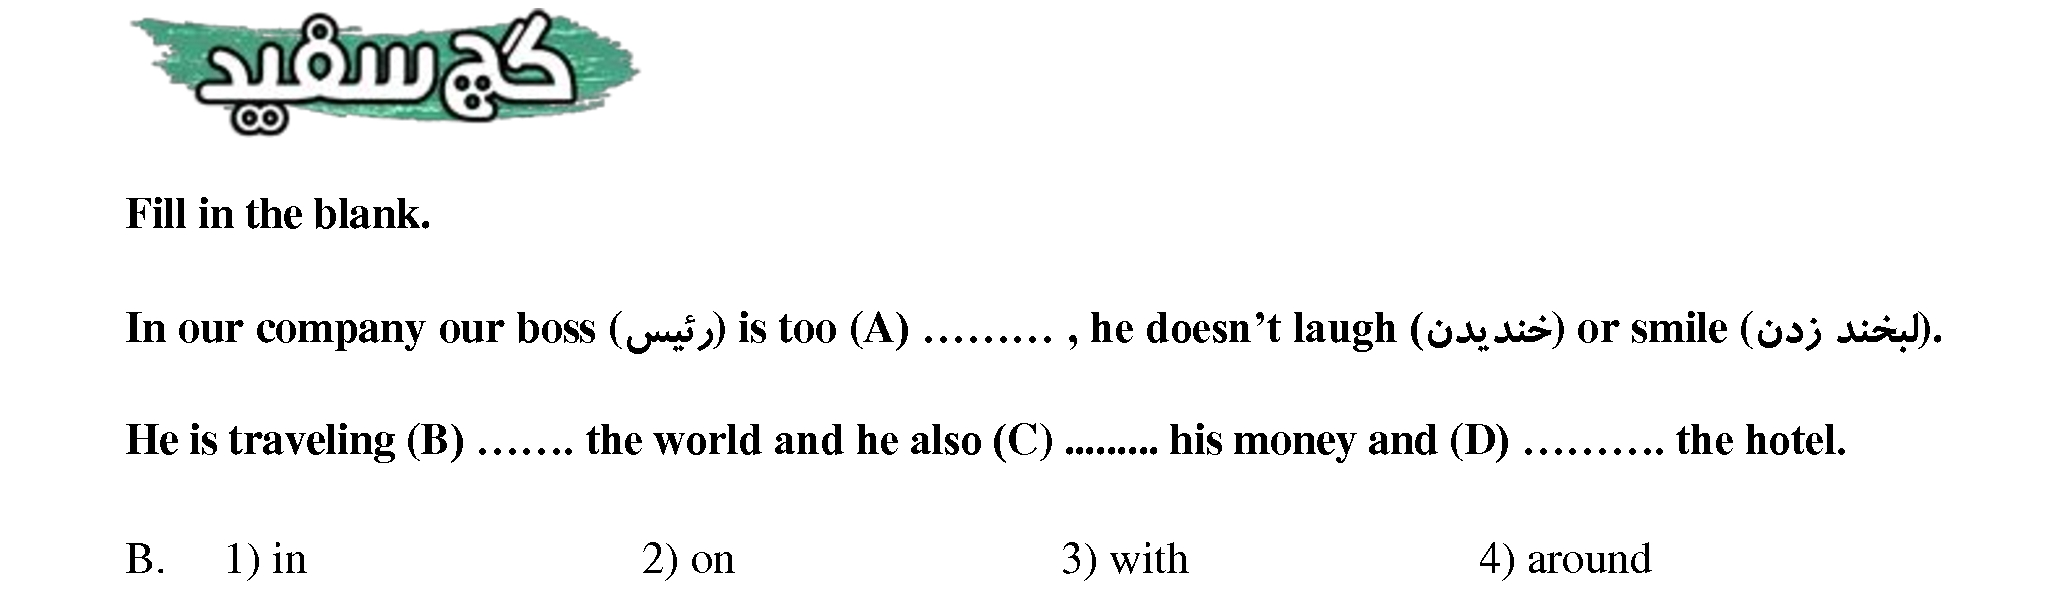 گچ سفید
Fill in the blank.
In our company our boss (رئیس) is too (A) ……… , he doesn’t laugh (خندیدن) or smile (لبخند زدن).
He is traveling (B) ……. the world and he also (C) ......... his money and (D) ………. the hotel.
B. 1) in 2) on 3) with 4) around